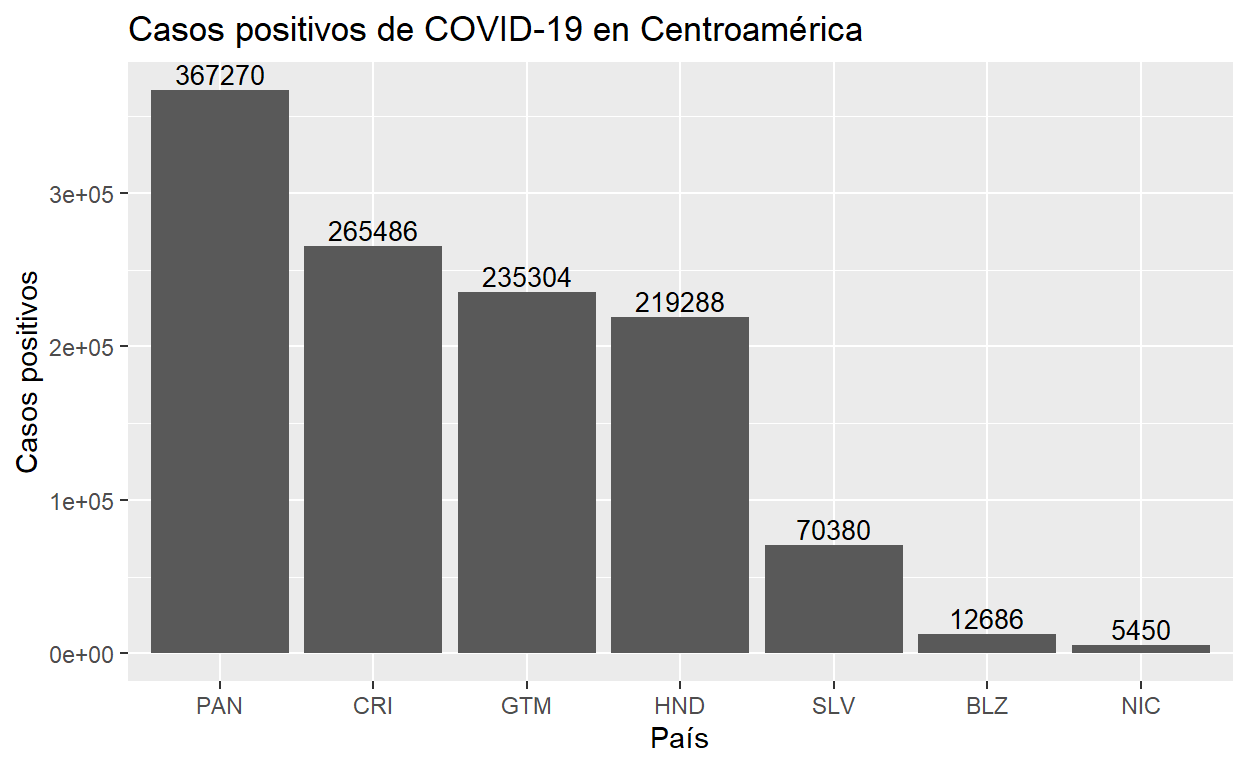 Casos positivos de COVID-19 en Centroamérica
367270
265486
235304
219288
70380
12686
5450
3e+05
2e+05
1e+05
0e+00
Casos positivos
PAN CRI GTM HND SLV BLZ NIC
País